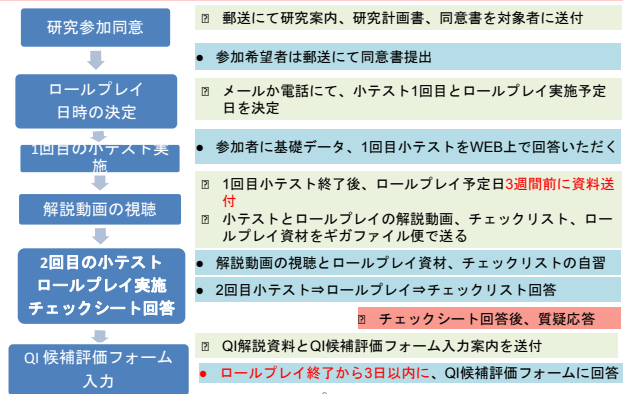 研究参加同意
郵送にて研究案内、研究計画書、同意書を対象者に送付
● 参加希望者は郵送にて同意書提出
ロールプレイ
日時の決定
メールか電話にて、小テスト1回目とロールプレイ実施予定
日を決定
1回目の小テスト実
施
● 参加者に基礎データ、1回目小テストをWEB上で回答いただく
解説動画の視聴
1回目小テスト終了後、ロールプレイ予定日3週間前に資料送
付
小テストとロールプレイの解説動画、チェックリスト、ロー
ルプレイ資材をギガファイル便で送る
2回目の小テスト
ロールプレイ実施
チェックシート回答
● 解説動画の視聴とロールプレイ資材、チェックリストの自習
● 2回目小テスト⇒ロールプレイ⇒チェックリスト回答
チェックシート回答後、質疑応答
QI 候補評価フォーム
入力
QI解説資料とQI候補評価フォーム入力案内を送付
● ロールプレイ終了から3日以内に、QI候補評価フォームに回答